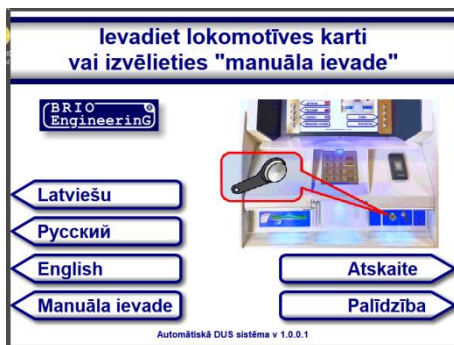 Ievadiet lokomotīves karti
vai izvēlieties "manuāla ievade"
BRIO
EngineerinG
Latviešu
Русский
English
Manuāla ievade
Atskaite
Palīdzība
Automātiskā DUS sistēma v 1.0.0.1